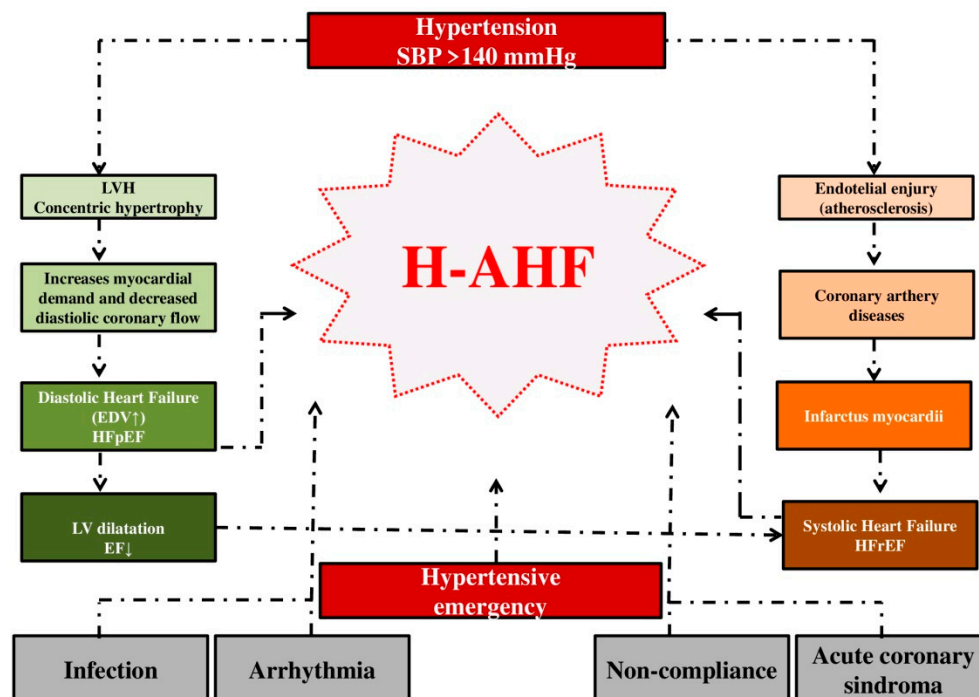 Hypertension
SBP >140 mmHg
LVH
Concentric hypertrophy
Endotelial enjury
(atherosclerosis)
H-AHF
Increases myocardial
demand and decreased
diastiolic coronary flow
Coronary arthery
diseases
Diastolic Heart Failure
(EDV↑)
HFpEF
Infarctus myocardii
LV dilatation
EF↓
Systolic Heart Failure
HFrEF
Hypertensive
emergency
Infection
Arrhythmia
Non-compliance
Acute coronary
sindroma